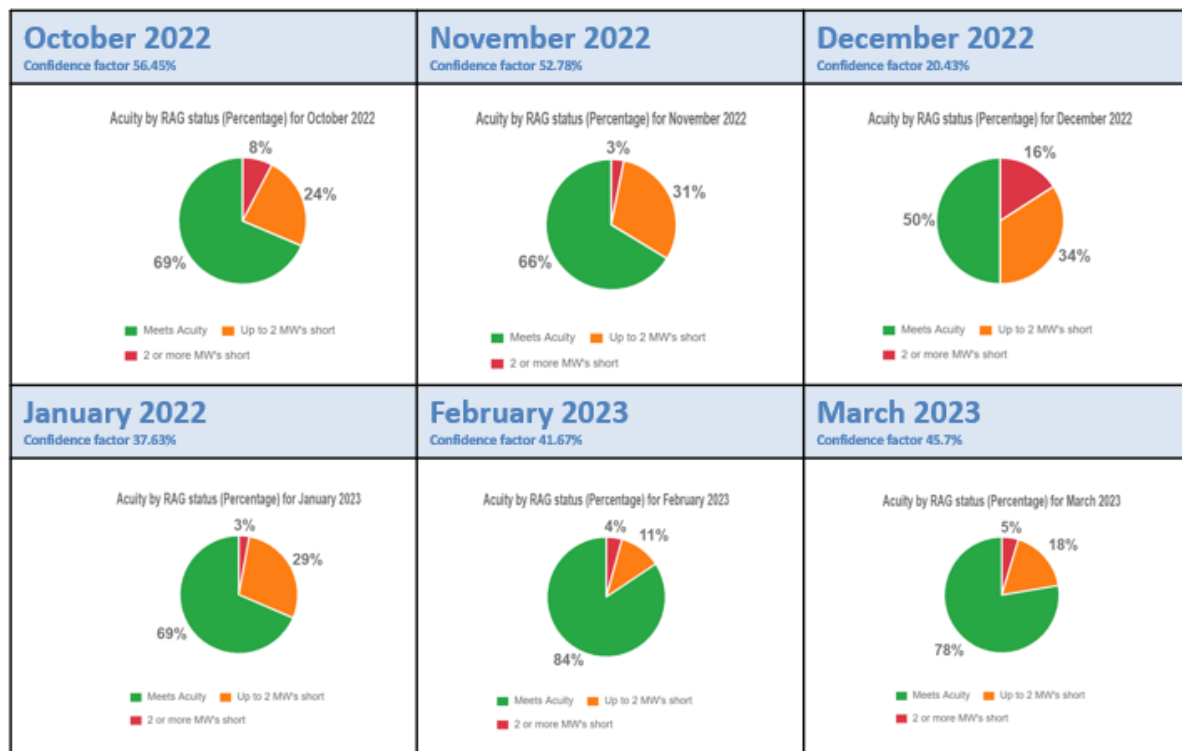 October 2022
Confidence factor 56.45%
November 2022
Confidence factor 52.78%
December 2022
Confidence factor 20.43%
Acuity by RAG status (Percentage) for October 2022
8%
24%
69%
Meets Acuity Up to 2 MW's short
2 or more MW's short
Acuity by RAG status (Percentage) for November 2022
3%
31%
66%
Meets Acuity Up to 2 MW's short
2 or more MW's short
Acuity by RAG status (Percentage) for December 2022
16%
50%
34%
Meets Acuity Up to 2 MW's short
2 or more MW's short
January 2022
Confidence factor 37.63%
February 2023
Confidence factor 41.67%
March 2023
Confidence factor 45.7%
Acuity by RAG status (Percentage) for January 2023
3%
29%
69%
Meets Acuity Up to 2 MW's short
2 or more MW's short
Acuity by RAG status (Percentage) for February 2023
4%
11%
84%
Meets Acuity Up to 2 MW's short
2 or more MW's short
Acuity by RAG status (Percentage) for March 2023
5%
18%
78%
Meets Acuity Up to 2 MW's short
2 or more MW's short